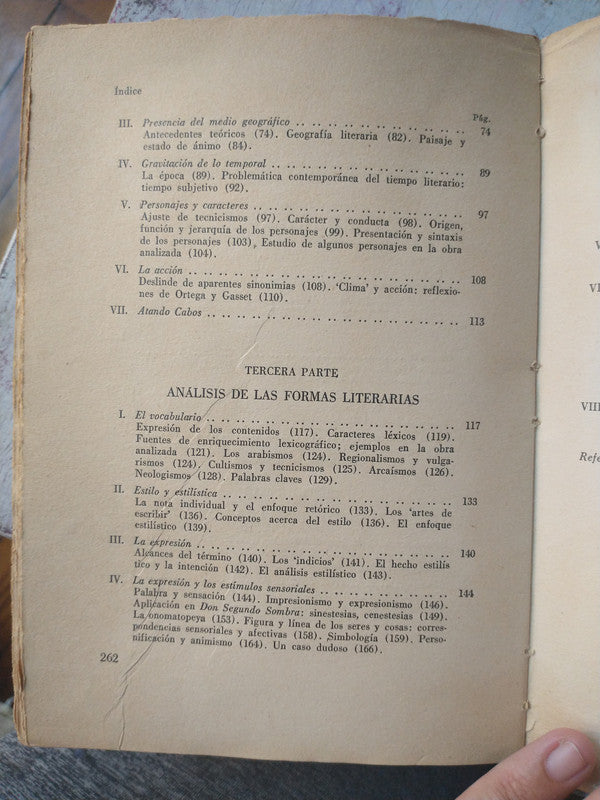 Índice
Pág.
III. Presencia del medio geográfico .. .. .. .. .. .. .. .. .. .. .. 74
Antecedentes teóricos (74). Geografía literaria (82). Paisaje y
estado de ánimo (84).
IV. Gravitación de lo temporal .. .. .. .. .. .. .. .. .. .. .. .. 89
La época (89). Problemática contemporánea del tiempo literario:
tiempo subjetivo (92).
V. Personajes y caracteres .. .. .. .. .. .. .. .. .. .. .. .. .. 97
Ajuste de tecnicismos (97). Carácter y conducta (98). Origen,
función y jerarquía de los personajes (99). Presentación y sintaxis
de los personajes (103). Estudio de algunos personajes en la obra
analizada (104).
VI. La acción .. .. .. .. .. .. .. .. .. .. .. .. .. .. .. .. 108
Deslinde de aparentes sinonimias (108). ‘Clima’ y acción: reflexio-
nes de Ortega y Gasset (110).
VII. Atando Cabos .. .. .. .. .. .. .. .. .. .. .. .. .. .. .. 113
TERCERA PARTE
ANÁLISIS DE LAS FORMAS LITERARIAS
I. El vocabulario .. .. .. .. .. .. .. .. .. .. .. .. .. .. .. 117
Expresión de los contenidos (117). Caracteres léxicos (119).
Fuentes de enriquecimiento lexicográfico; ejemplos en la obra
analizada (121). Los arabismos (124). Regionalismos y vulga-
rismos (124). Cultismos y tecnicismos (125). Arcaísmos (126).
Neologismos (128). Palabras claves (129).
II. Estilo y estilística .. .. .. .. .. .. .. .. .. .. .. .. .. .. 133
La nota individual y el enfoque retórico (133). Los ‘artes de
escribir’ (136). Conceptos acerca del estilo (136). El enfoque
estilístico (139).
III. La expresión .. .. .. .. .. .. .. .. .. .. .. .. .. .. .. 140
Alcances del término (140). Los ‘indicios’ (141). El hecho estilís
tico y la intención (142). El análisis estilístico (143).
IV. La expresión y los estímulos sensoriales .. .. .. .. .. .. .. .. 144
Palabra y sensación (144). Impresionismo y expresionismo (146).
Aplicación en Don Segundo Sombra: sinestesias, cenestesias (149).
La onomatopeya (153). Figura y línea de los seres y cosas: corres-
pondencias sensoriales y afectivas (158). Simbología (159). Perso-
nificación y animismo (164). Un caso dudoso (166).
262
V
VI
VIII
Refe